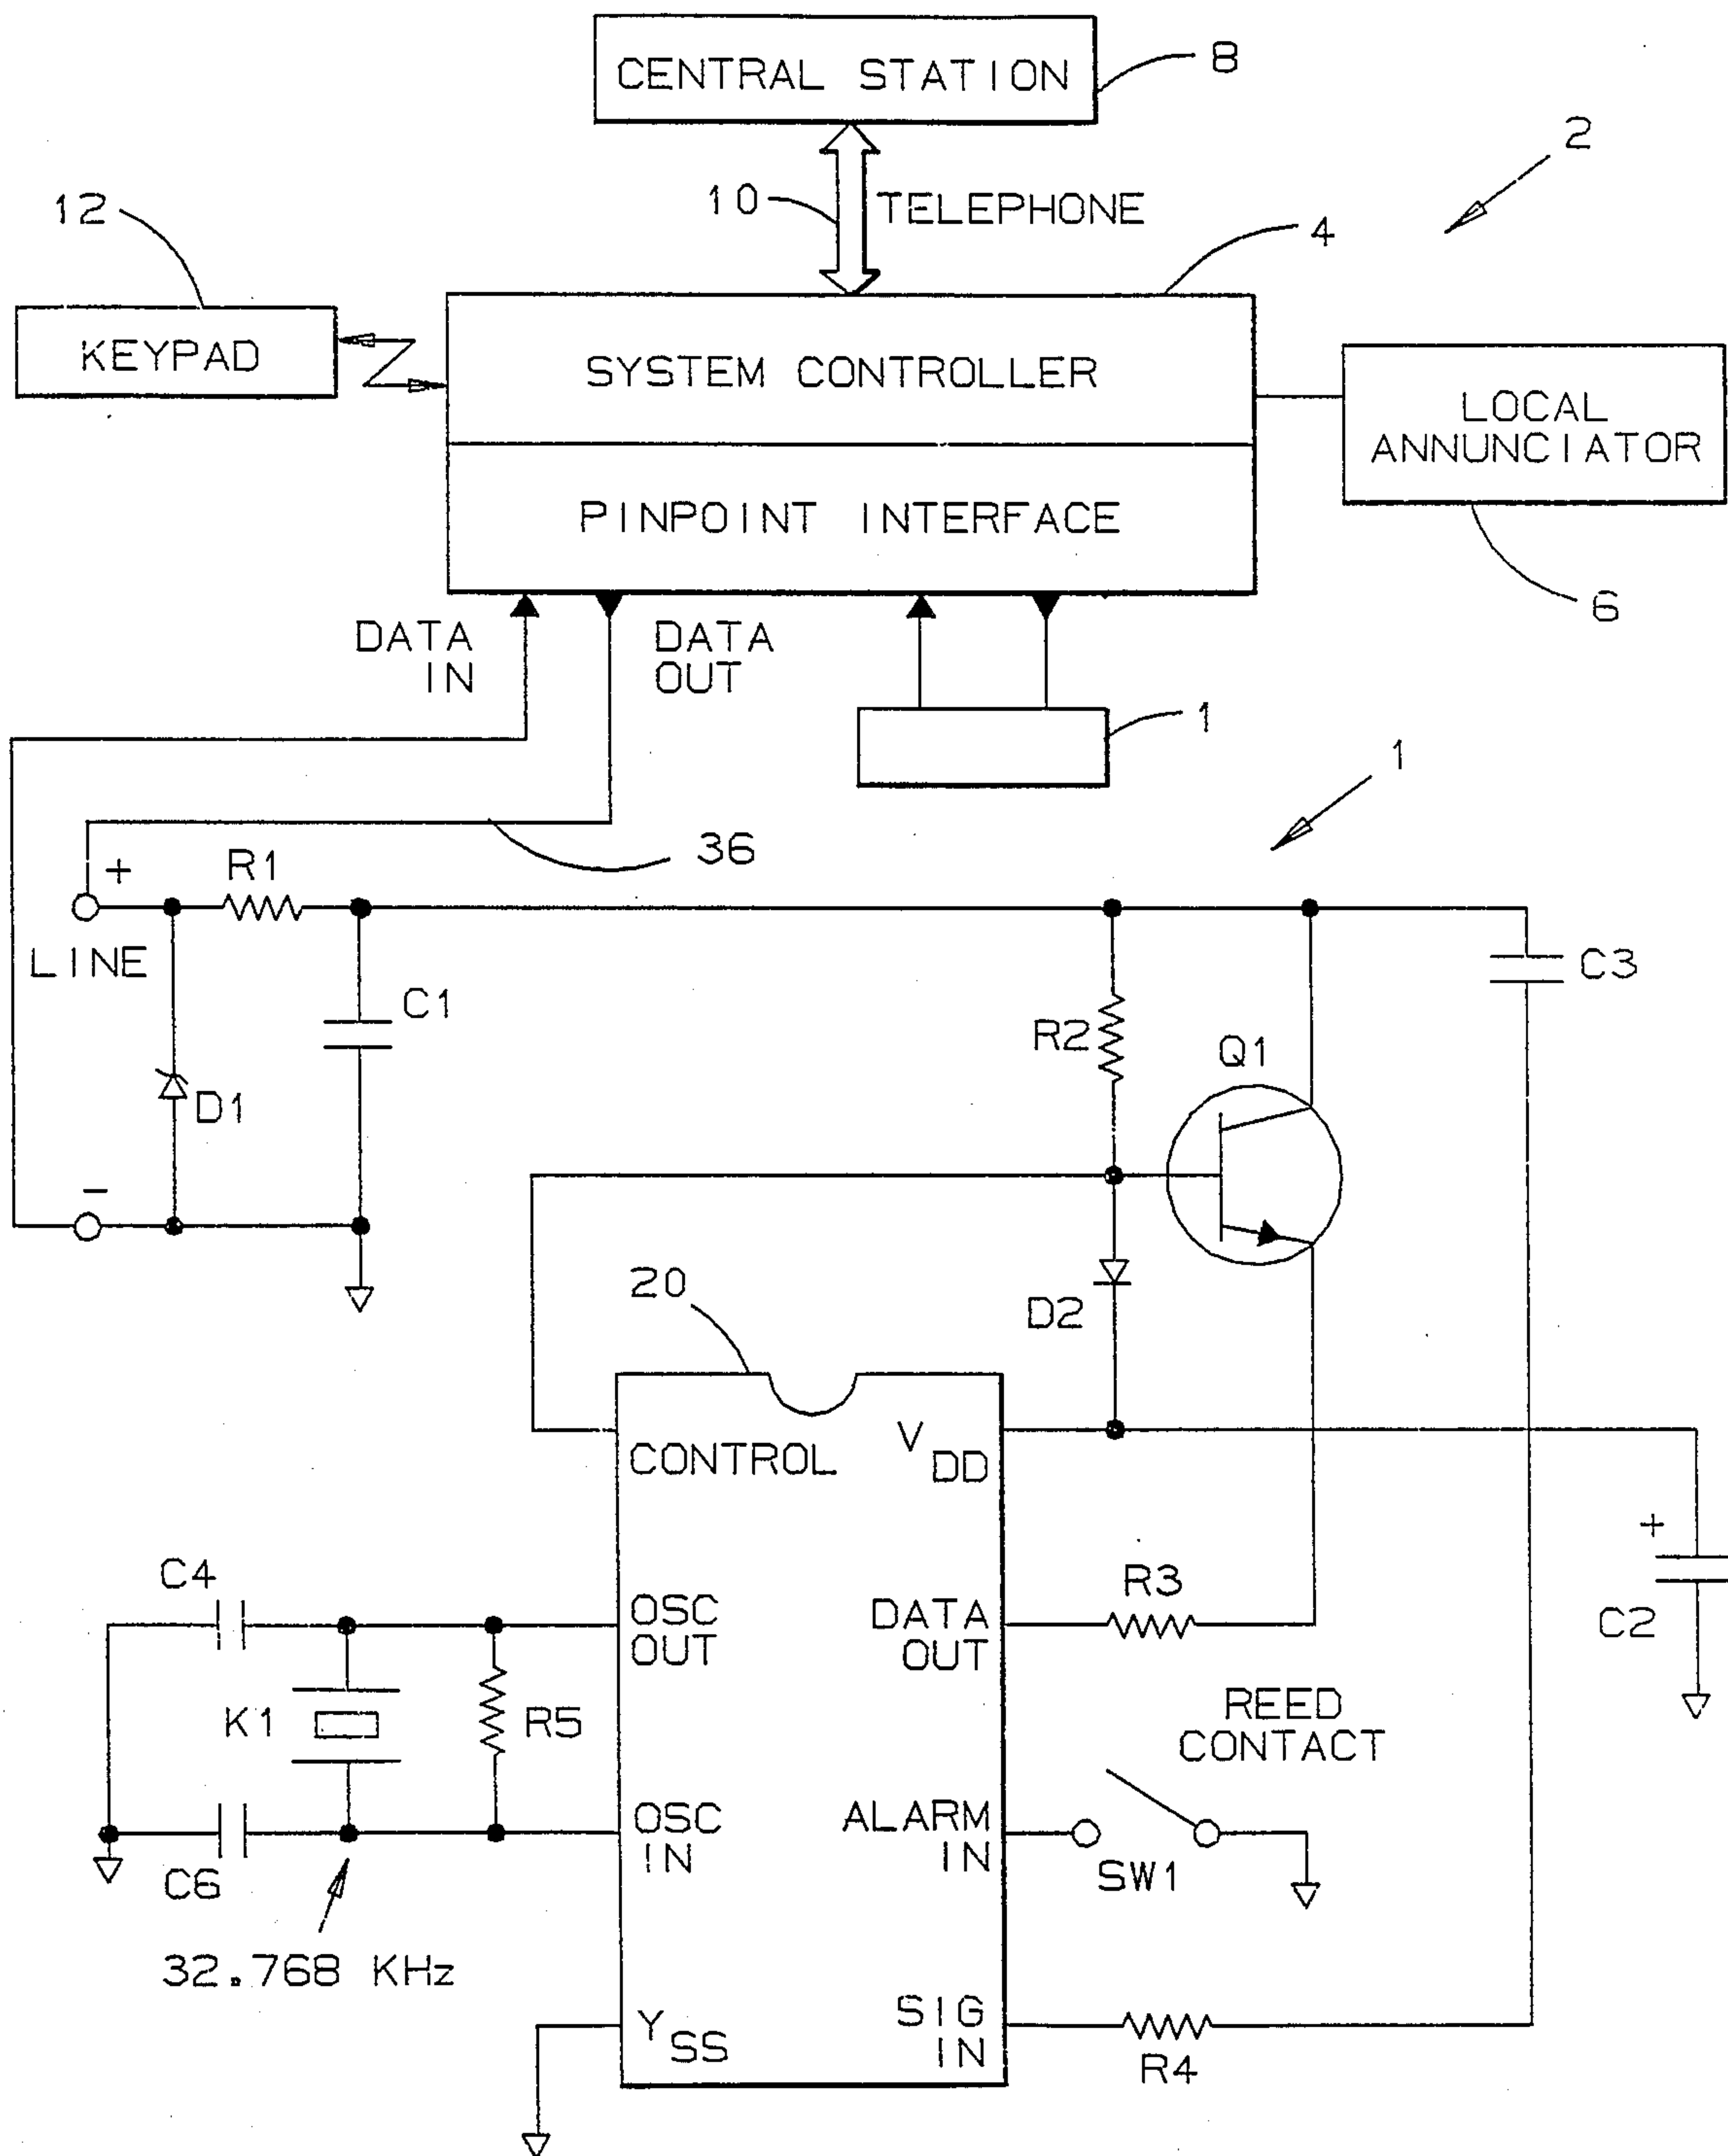 CENTRAL STATION
8
2
10
TELEPHONE
12
4
KEYPAD
SYSTEM CONTROLLER
LOCAL
ANNUNCIATOR
PINPOINT INTERFACE
6
DATA
IN
DATA
OUT
1
1
36
+
R1
LINE
C3
C1
R2
Q1
D1
-
20
D2
CONTROL
V
DD
+
C4
R3
OSC
OUT
DATA
OUT
C2
K1
R5
REED
CONTACT
OSC
IN
ALARM
IN
C6
SW1
32.768 KHz
Y
SS
SIG
IN
R4